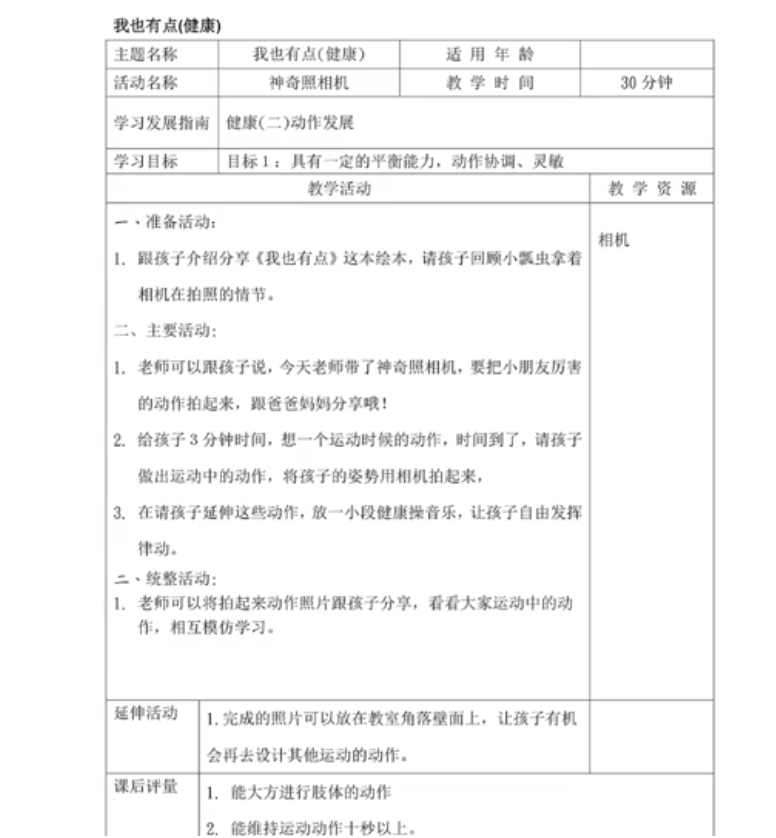 我也有点(健康)
主题名称 我也有点(健康) 适用年龄
活动名称 神奇照相机 教学时间 30分钟
学习发展指南 健康(二)动作发展
学习目标 目标1：具有一定的平衡能力，动作协调、灵敏
教学活动 教学资源
一、准备活动:
相机
1. 跟孩子介绍分享《我也有点》这本绘本，请孩子回顾小瓢虫拿着
相机在拍照的情节。
二、主要活动:
1. 老师可以跟孩子说，今天老师带了神奇照相机，要把小朋友厉害
的动作拍起来，跟爸爸妈妈分享哦!
2. 给孩子3分钟时间，想一个运动时候的动作，时间到了，请孩子
做出运动中的动作，将孩子的姿势用相机拍起来，
3. 在请孩子延伸这些动作，放一小段健康操音乐，让孩子自由发挥
律动。
二、统整活动:
1. 老师可以将拍起来动作照片跟孩子分享，看看大家运动中的动
作，相互模仿学习。
延伸活动 1.完成的照片可以放在教室角落壁面上，让孩子有机
会再去设计其他运动的动作。
课后评量 1. 能大方进行肢体的动作
2. 能维持运动动作十秒以上。